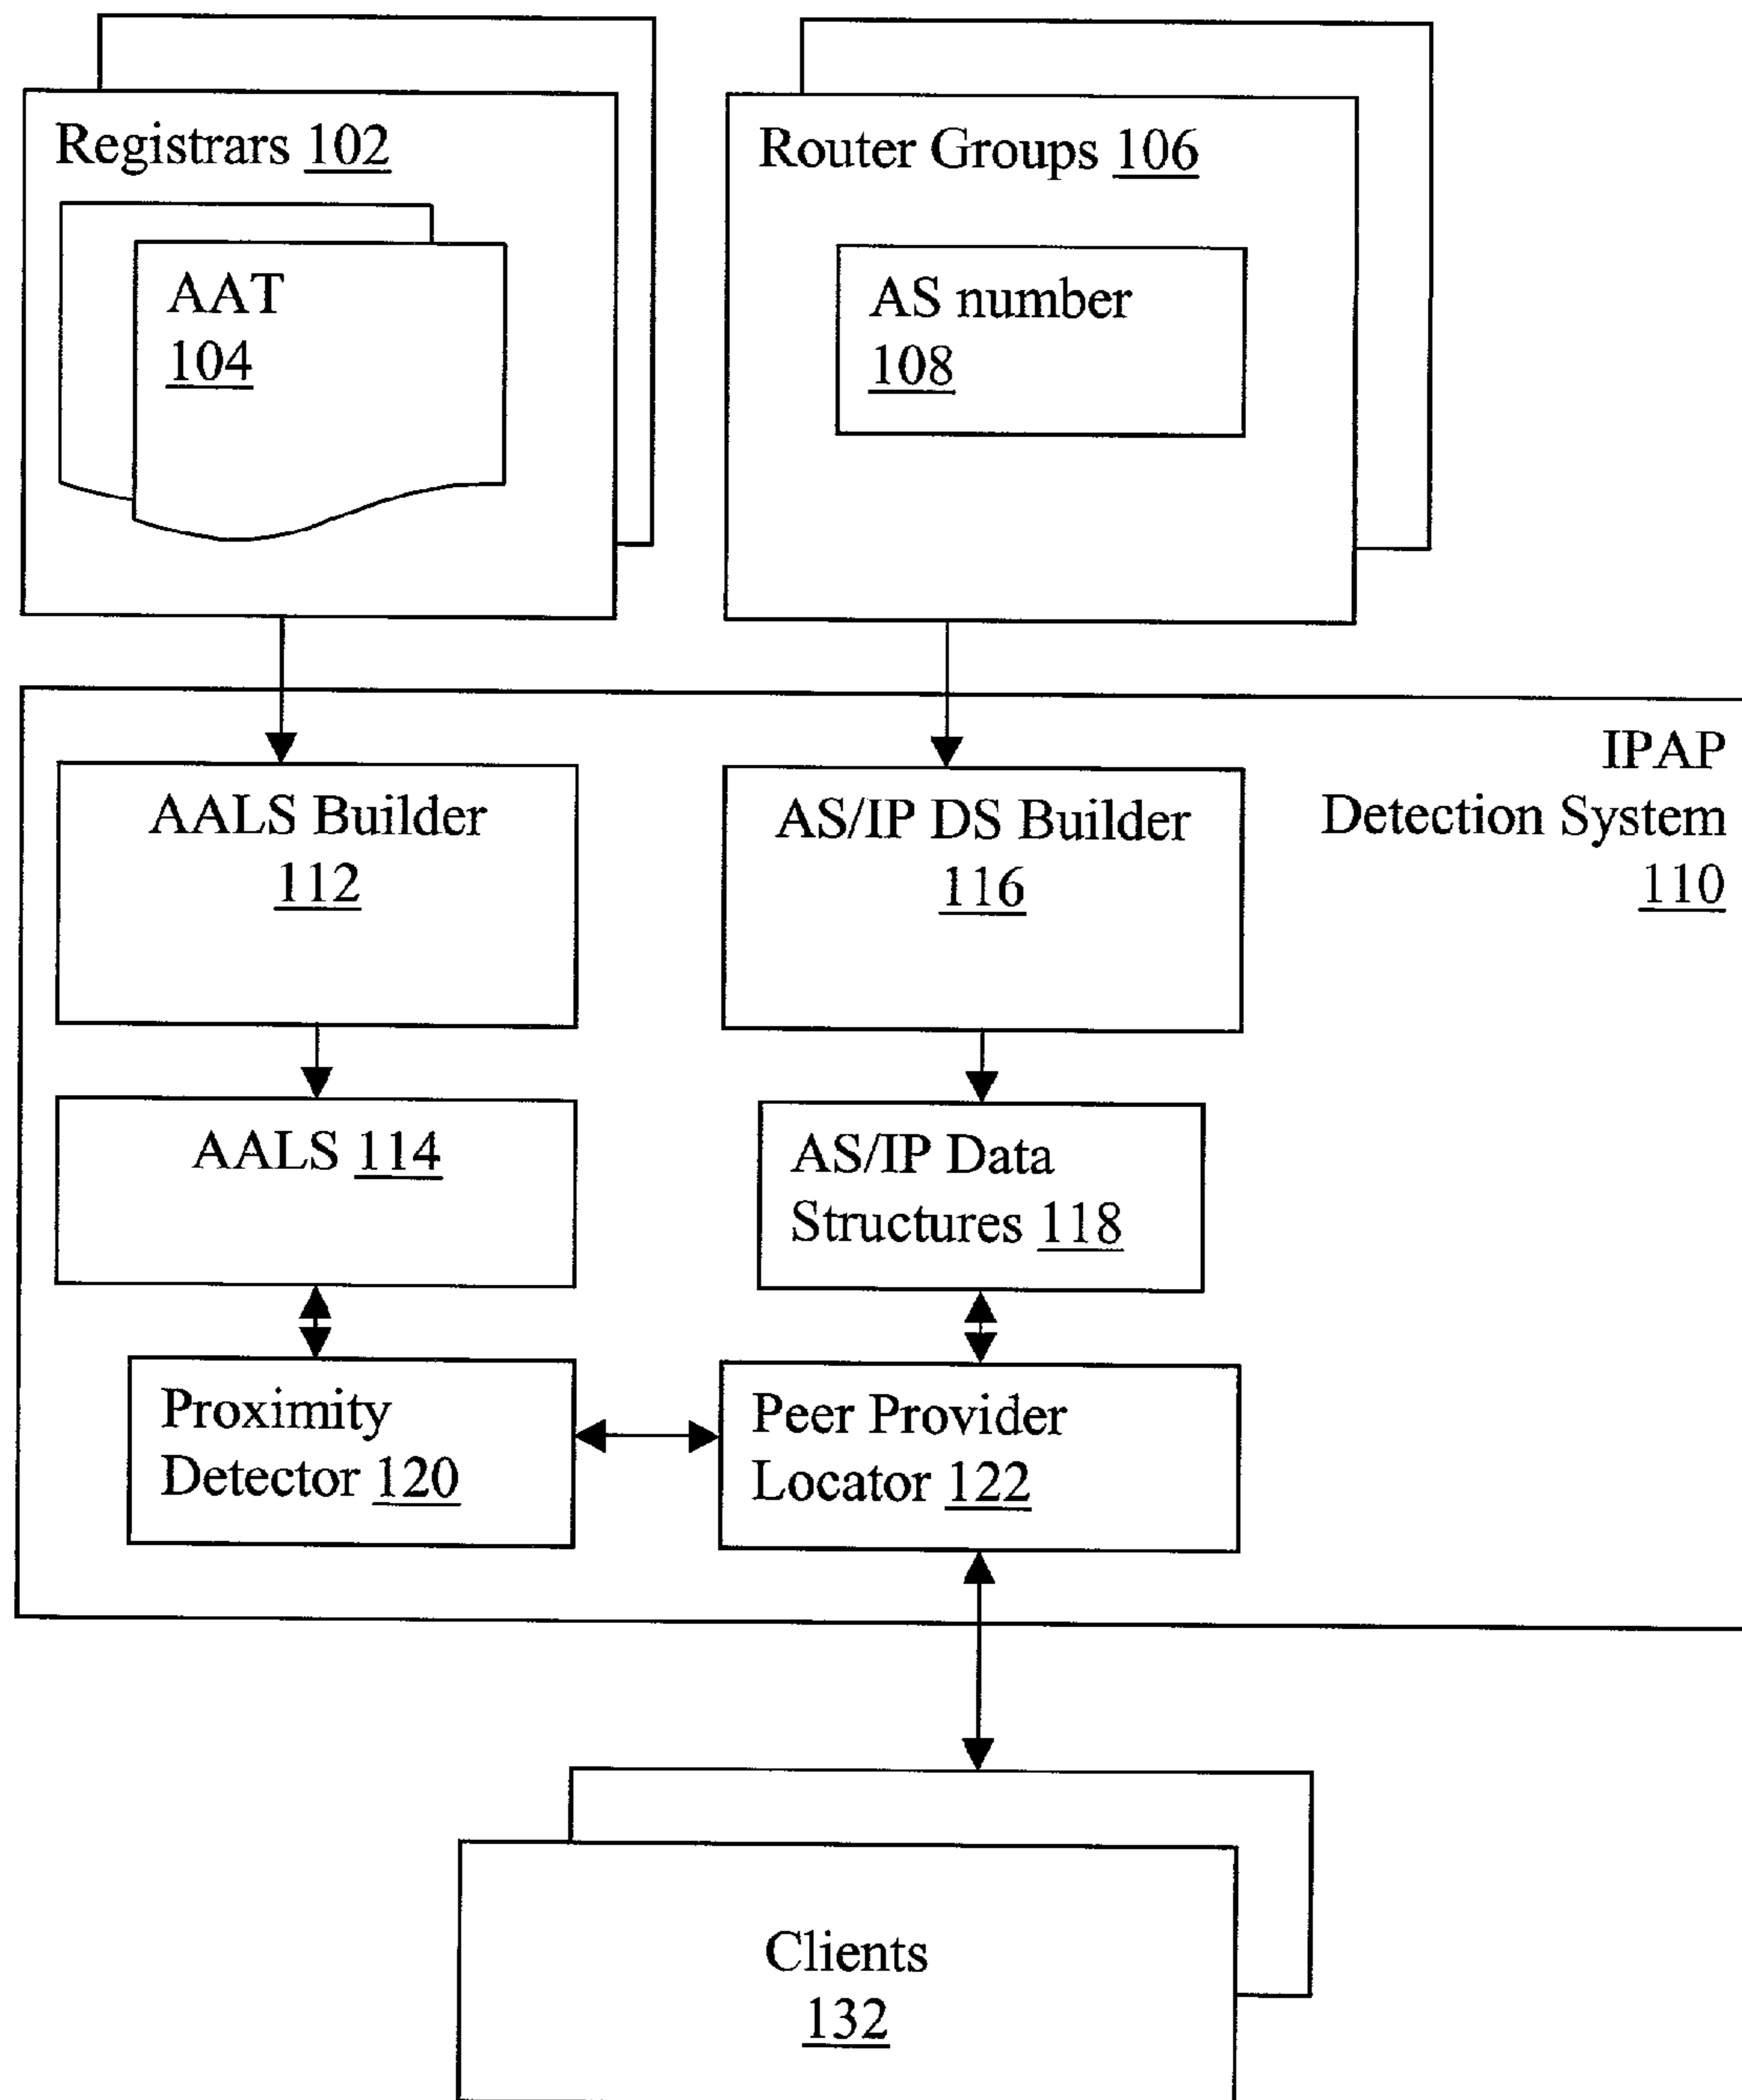 Registrars 102
AAT
104
Router Groups 106
AS number
108
IPAP
Detection System
110
AALS Builder
112
AS/IP DS Builder
116
AALS 114
AS/IP Data
Structures 118
Proximity
Detector 120
Peer Provider
Locator 122
Clients
132